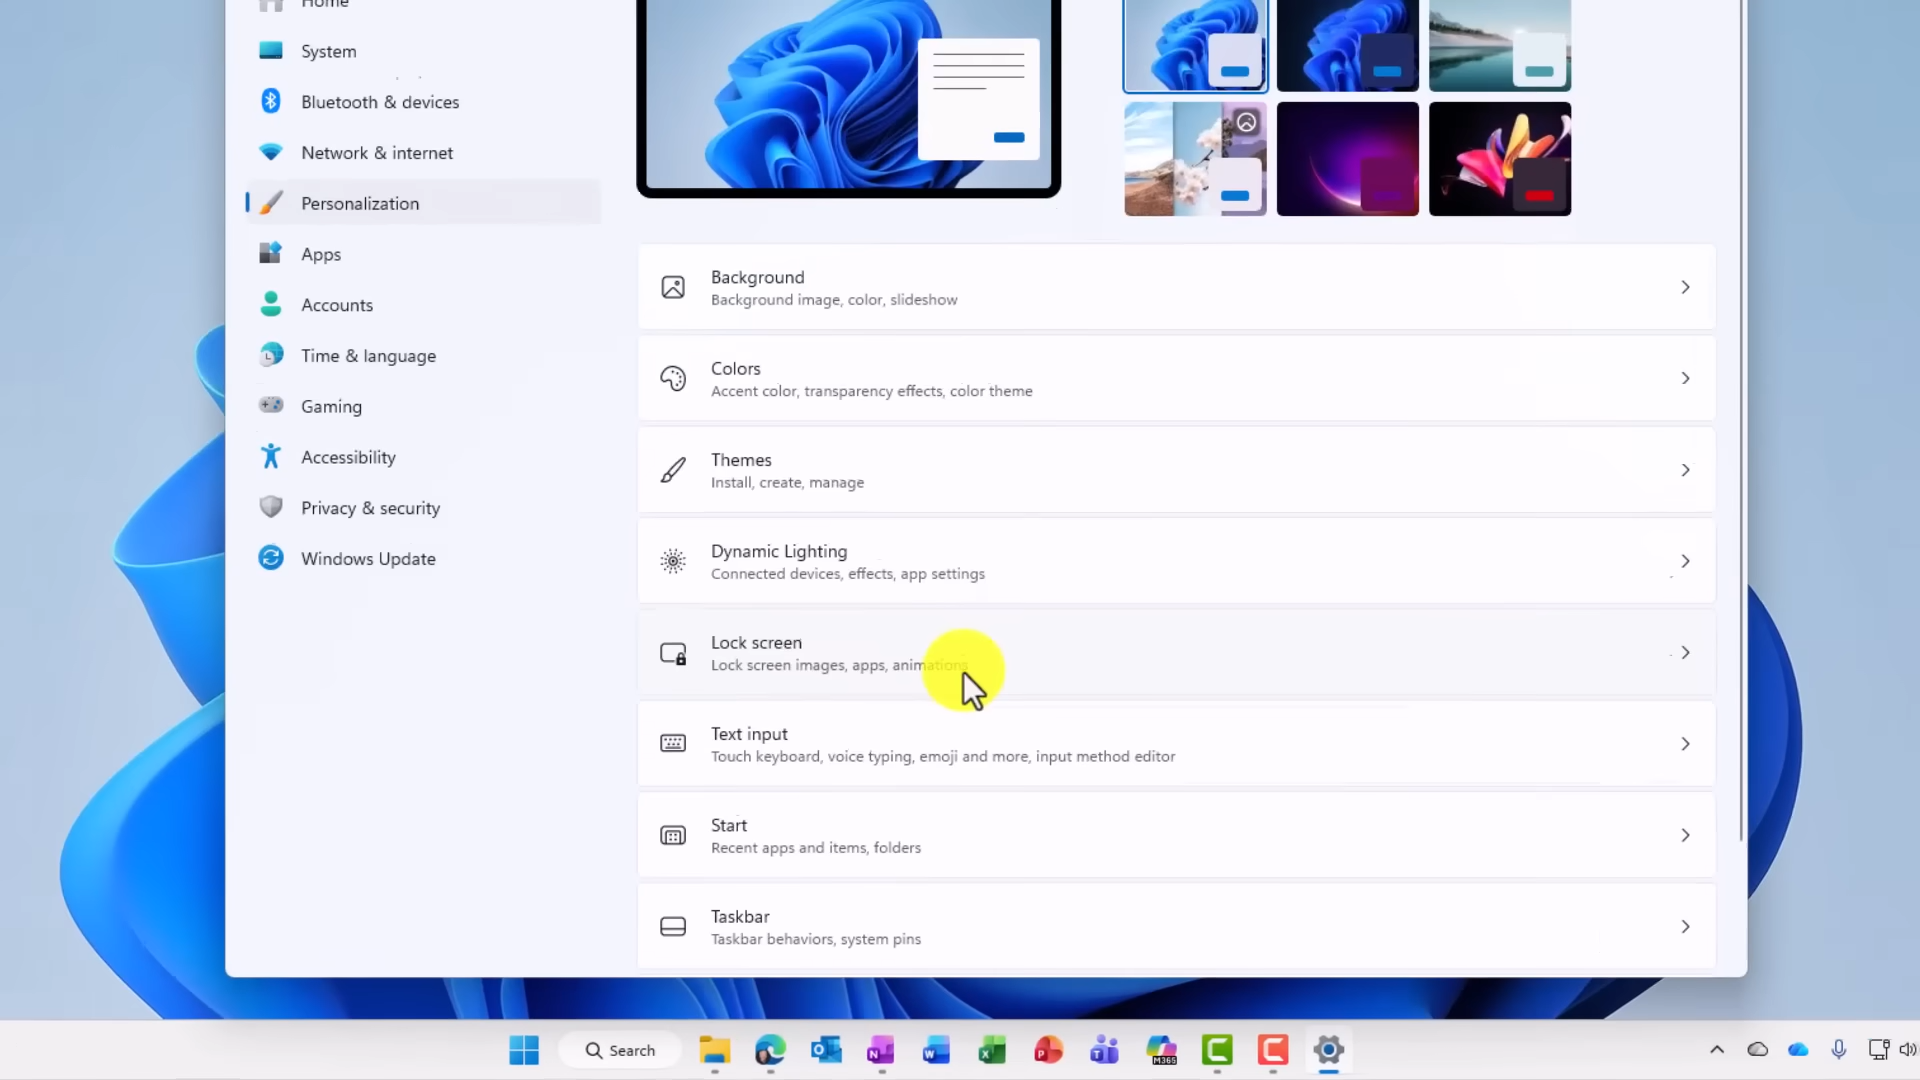 Home
System
Bluetooth & devices
Network & internet
Personalization
Apps
Accounts
Time & language
Gaming
Accessibility
Privacy & security
Windows Update
Background
Background image, color, slideshow
Colors
Accent color, transparency effects, color theme
Themes
Install, create, manage
Dynamic Lighting
Connected devices, effects, app settings
Lock screen
Lock screen images, apps, animations
Text input
Touch keyboard, voice typing, emoji and more, input method editor
Start
Recent apps and items, folders
Taskbar
Taskbar behaviors, system pins
Search
M365